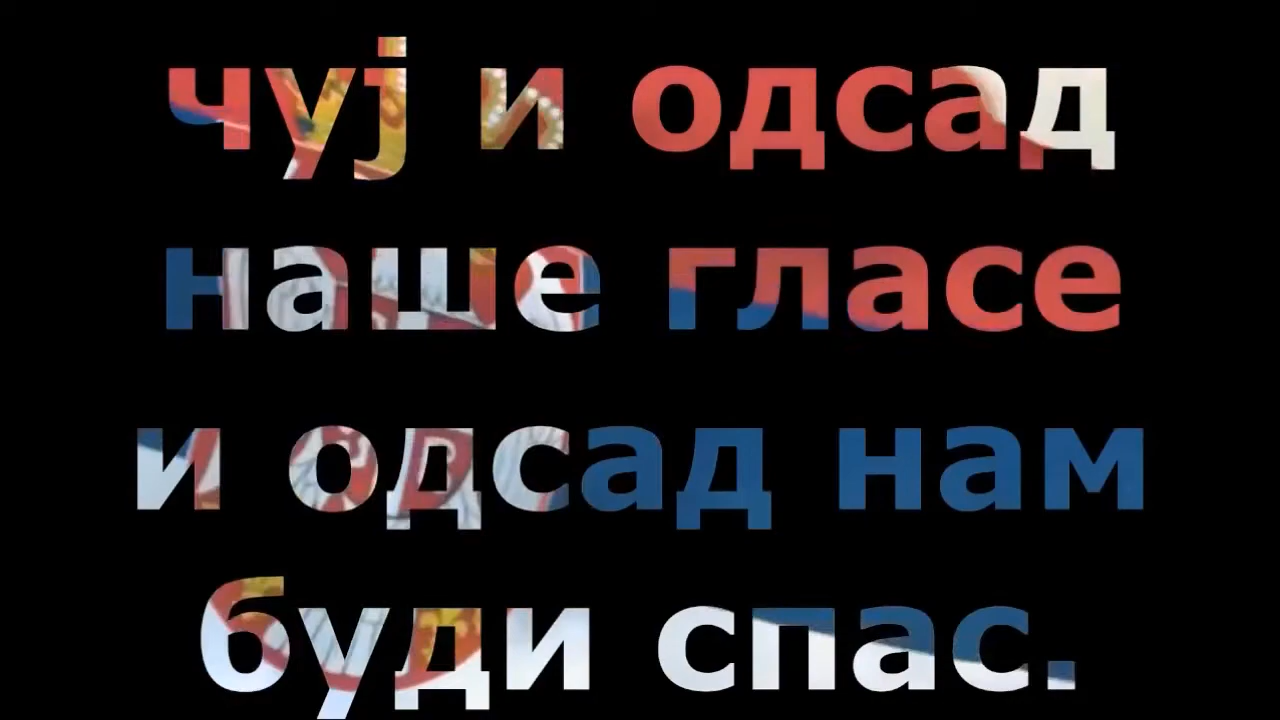 чуј и одсад
наше гласе
и одсад нам
буди спас.